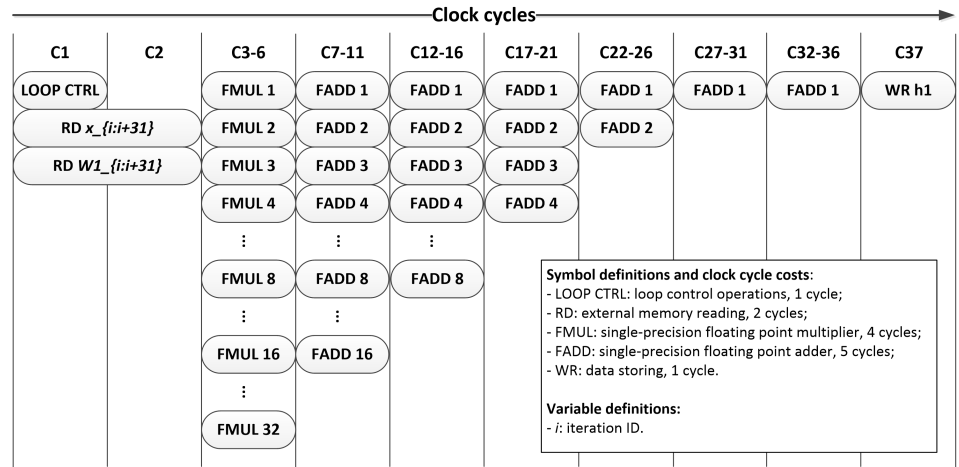 Clock cycles
C1 C2 C3-6 C7-11 C12-16 C17-21 C22-26 C27-31 C32-36 C37
LOOP CTRL FMUL 1 FADD 1 FADD 1 FADD 1 FADD 1 FADD 1 FADD 1 WR h1
RD x_{i:i+31} FMUL 2 FADD 2 FADD 2 FADD 2 FADD 2
RD W1_{i:i+31} FMUL 3 FADD 3 FADD 3 FADD 3
FMUL 4 FADD 4 FADD 4 FADD 4
⋮ ⋮ ⋮
FMUL 8 FADD 8 FADD 8
⋮ ⋮
FMUL 16 FADD 16
⋮
FMUL 32
Symbol definitions and clock cycle costs:
- LOOP CTRL: loop control operations, 1 cycle;
- RD: external memory reading, 2 cycles;
- FMUL: single-precision floating point multiplier, 4 cycles;
- FADD: single-precision floating point adder, 5 cycles;
- WR: data storing, 1 cycle.
Variable definitions:
- i: iteration ID.